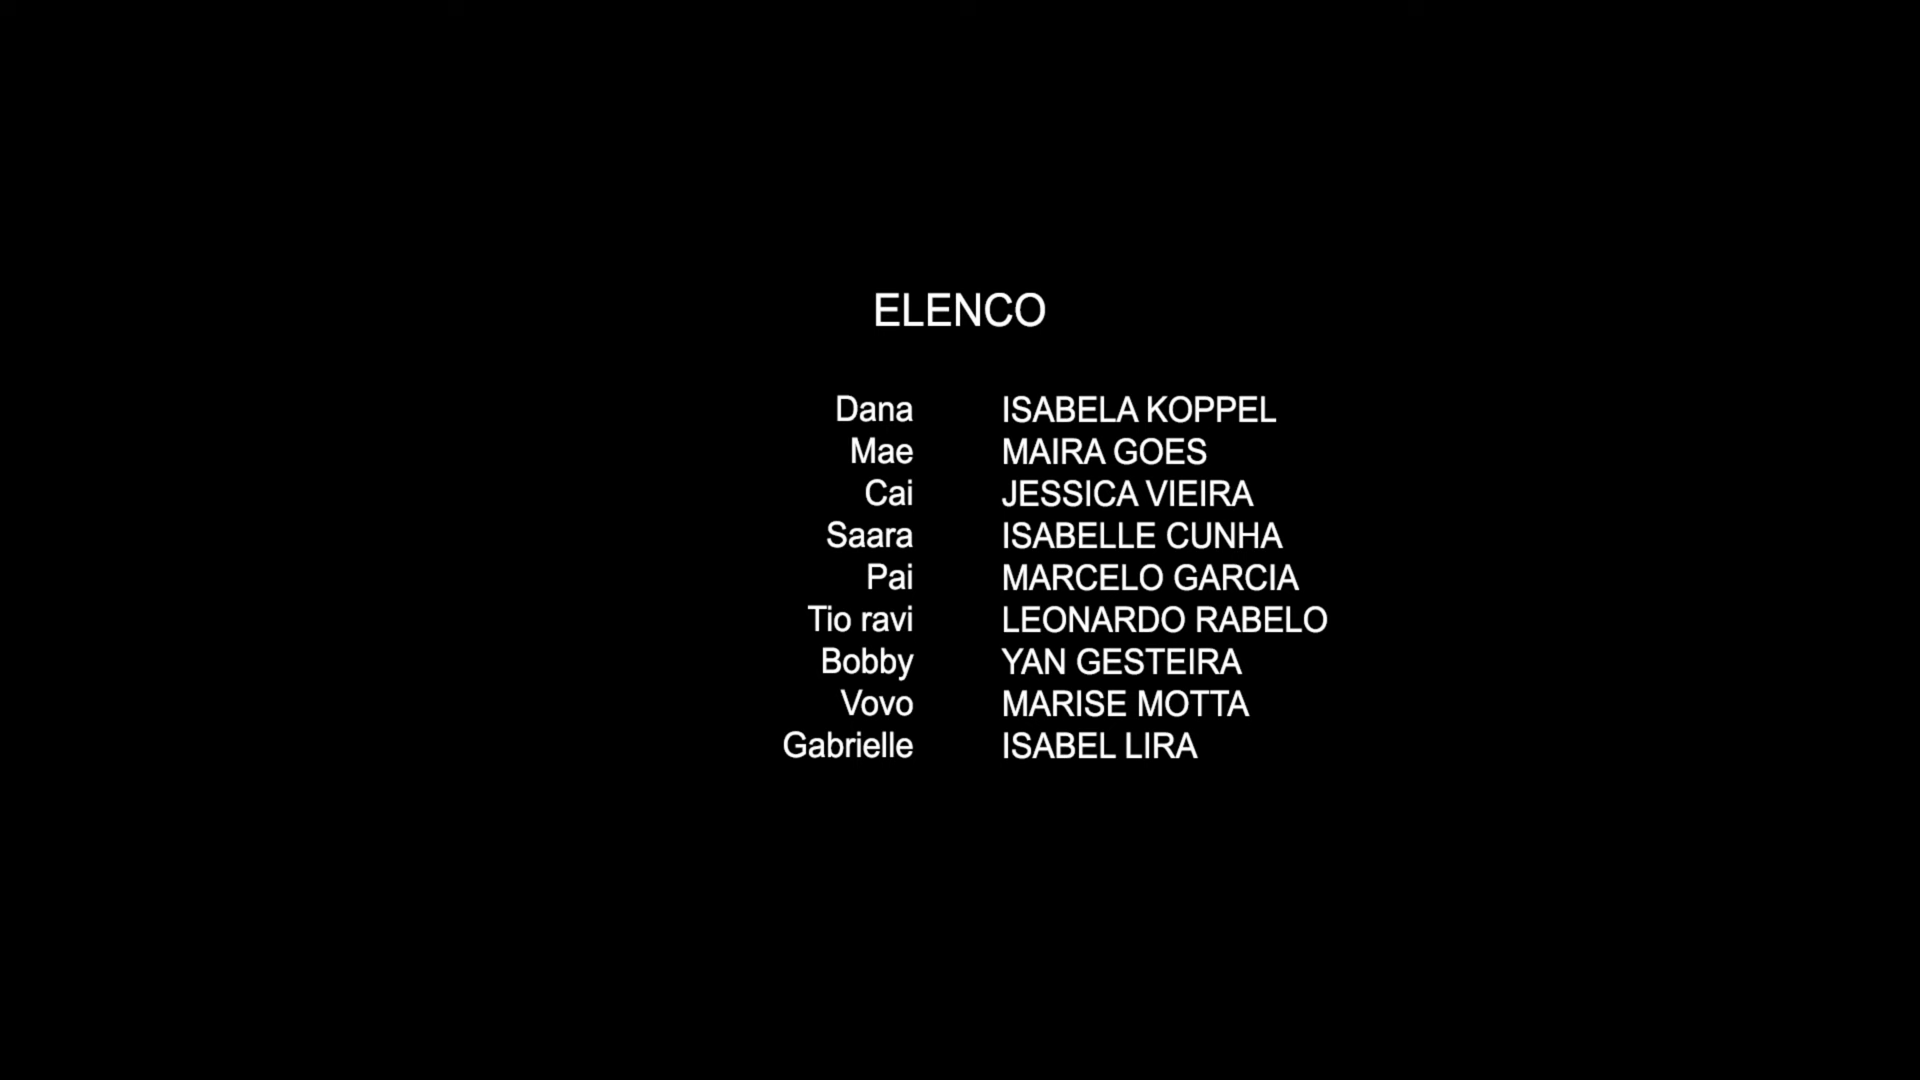 ELENCO
Dana ISABELA KOPPEL
Mae MAIRA GOES
Cai JESSICA VIEIRA
Saara ISABELLE CUNHA
Pai MARCELO GARCIA
Tio ravi LEONARDO RABELO
Bobby YAN GESTEIRA
Vovo MARISE MOTTA
Gabrielle ISABEL LIRA